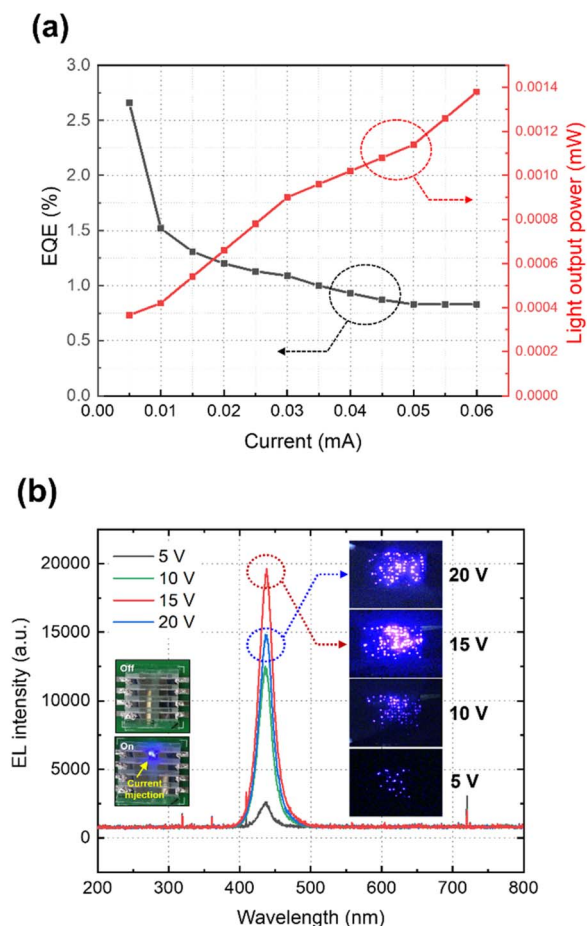 (a)
3.0
2.5
2.0
1.5
1.0
0.5
0.0
EQE (%)
0.0014
0.0012
0.0010
0.0008
0.0006
0.0004
0.0002
0.0000
Light output power (mW)
0.00 0.01 0.02 0.03 0.04 0.05 0.06
Current (mA)
(b)
20000
17500
15000
12500
10000
7500
5000
2500
0
EL intensity (a.u.)
5 V
10 V
15 V
20 V
Off
On
Current
injection
20 V
15 V
10 V
5 V
200 300 400 500 600 700 800
Wavelength (nm)